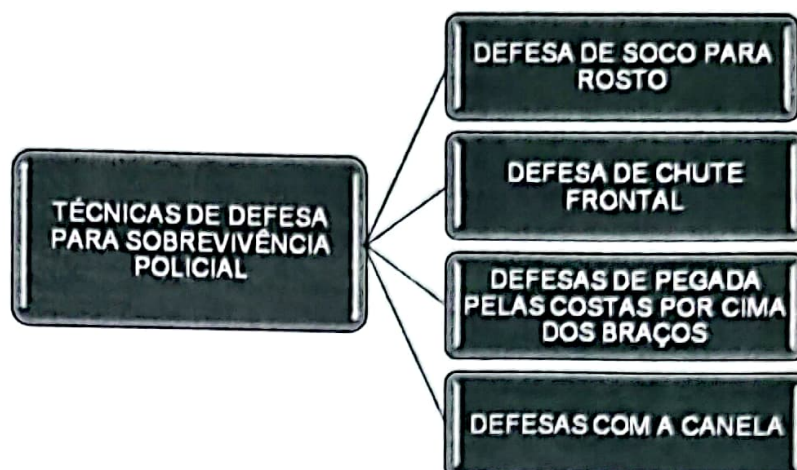 TÉCNICAS DE DEFESA
PARA SOBREVIVÊNCIA
POLICIAL
DEFESA DE SOCO PARA
ROSTO
DEFESA DE CHUTE
FRONTAL
DEFESAS DE PEGADA
PELAS COSTAS POR CIMA
DOS BRAÇOS
DEFESAS COM A CANELA